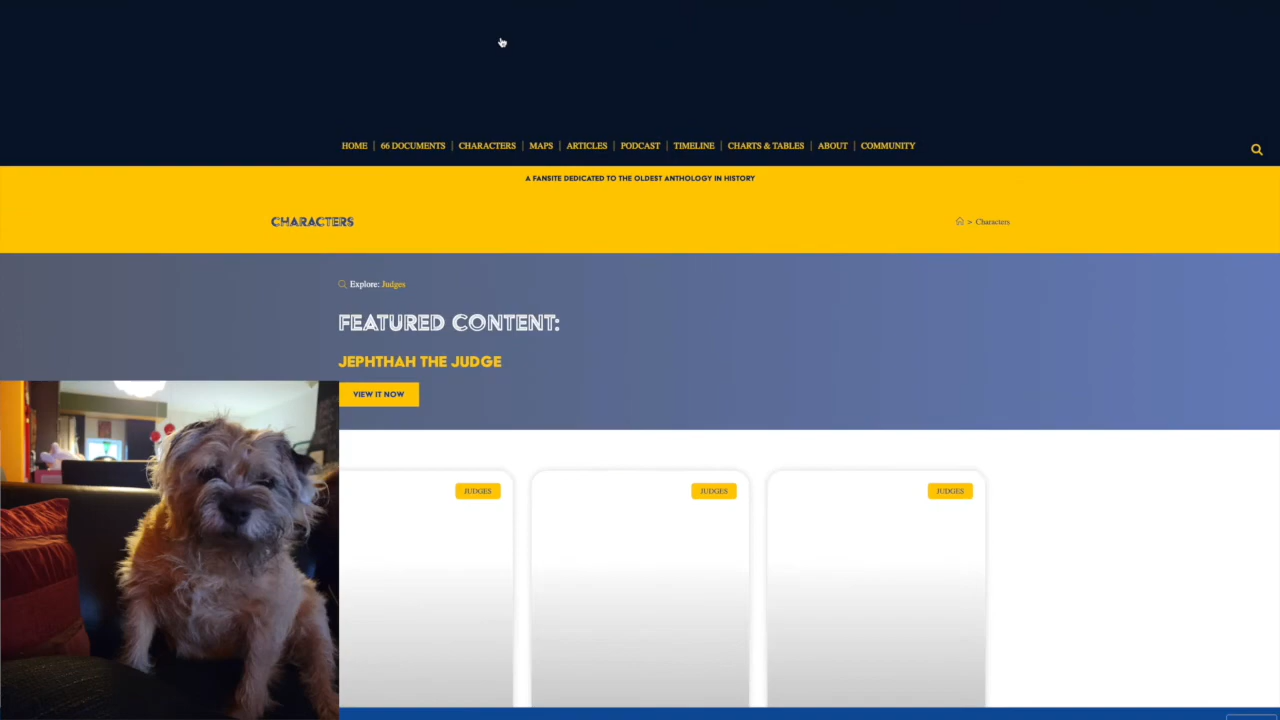 HOME | 66 DOCUMENTS | CHARACTERS | MAPS | ARTICLES | PODCAST | TIMELINE | CHARTS & TABLES | ABOUT | COMMUNITY
A FANSITE DEDICATED TO THE OLDEST ANTHOLOGY IN HISTORY
CHARACTERS
> Characters
Explore: Judges
FEATURED CONTENT:
JEPHTHAH THE JUDGE
VIEW IT NOW
JUDGES
JUDGES
JUDGES